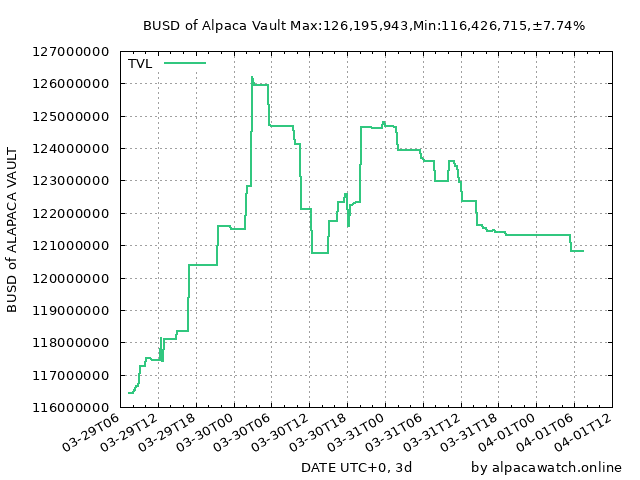 BUSD of Alpaca Vault Max:126,195,943,Min:116,426,715,±7.74%
127000000
TVL
126000000
125000000
124000000
123000000
122000000
121000000
120000000
119000000
118000000
117000000
116000000
BUSD of ALAPACA VAULT
03-29T06
03-29T12
03-29T18
03-30T00
03-30T06
03-30T12
03-30T18
03-31T00
03-31T06
03-31T12
03-31T18
04-01T00
04-01T06
04-01T12
DATE UTC+0, 3d
by alpacawatch.online